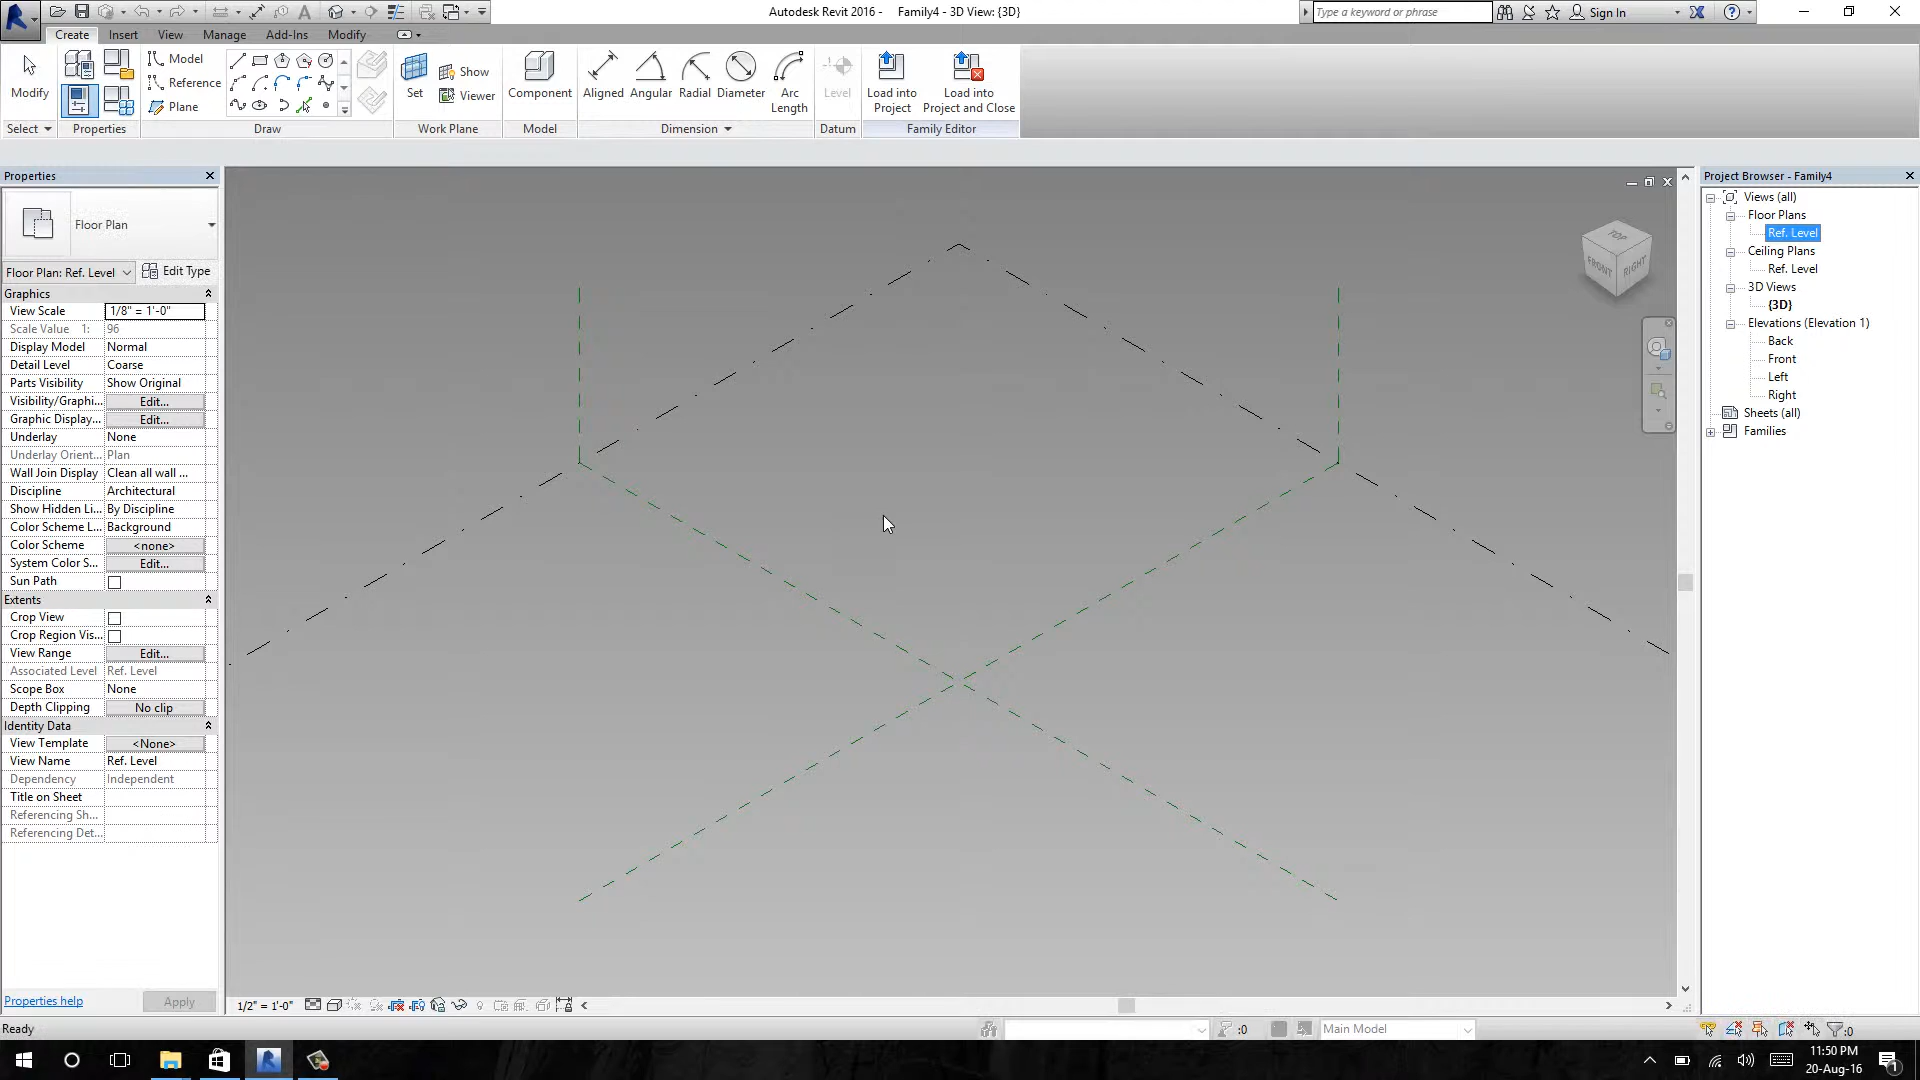 Autodesk Revit 2016 - Family4 - 3D View: {3D}
Type a keyword or phrase
Sign In
Create Insert View Manage Add-Ins Modify
Modify
Model
Reference
Plane
Set
Show
Viewer
Component
Aligned
Angular
Radial
Diameter
Arc
Length
Level
Load into
Project
Load into
Project and Close
Select
Properties
Draw
Work Plane
Model
Dimension
Datum
Family Editor
Properties
Floor Plan
Floor Plan: Ref. Level
Edit Type
Graphics
View Scale 1/8" = 1'-0"
Scale Value 1: 96
Display Model Normal
Detail Level Coarse
Parts Visibility Show Original
Visibility/Graphi... Edit...
Graphic Display... Edit...
Underlay None
Underlay Orient... Plan
Wall Join Display Clean all wall ...
Discipline Architectural
Show Hidden Li... By Discipline
Color Scheme L... Background
Color Scheme <none>
System Color S... Edit...
Sun Path
Extents
Crop View
Crop Region Vis...
View Range Edit...
Associated Level Ref. Level
Scope Box None
Depth Clipping No clip
Identity Data
View Template <None>
View Name Ref. Level
Dependency Independent
Title on Sheet
Referencing Sh...
Referencing Det...
Properties help
Apply
TOP
FRONT
RIGHT
Project Browser - Family4
Views (all)
Floor Plans
Ref. Level
Ceiling Plans
Ref. Level
3D Views
{3D}
Elevations (Elevation 1)
Back
Front
Left
Right
Sheets (all)
Families
1/2" = 1'-0"
Ready
:0
Main Model
:0
11:50 PM
20-Aug-16
1